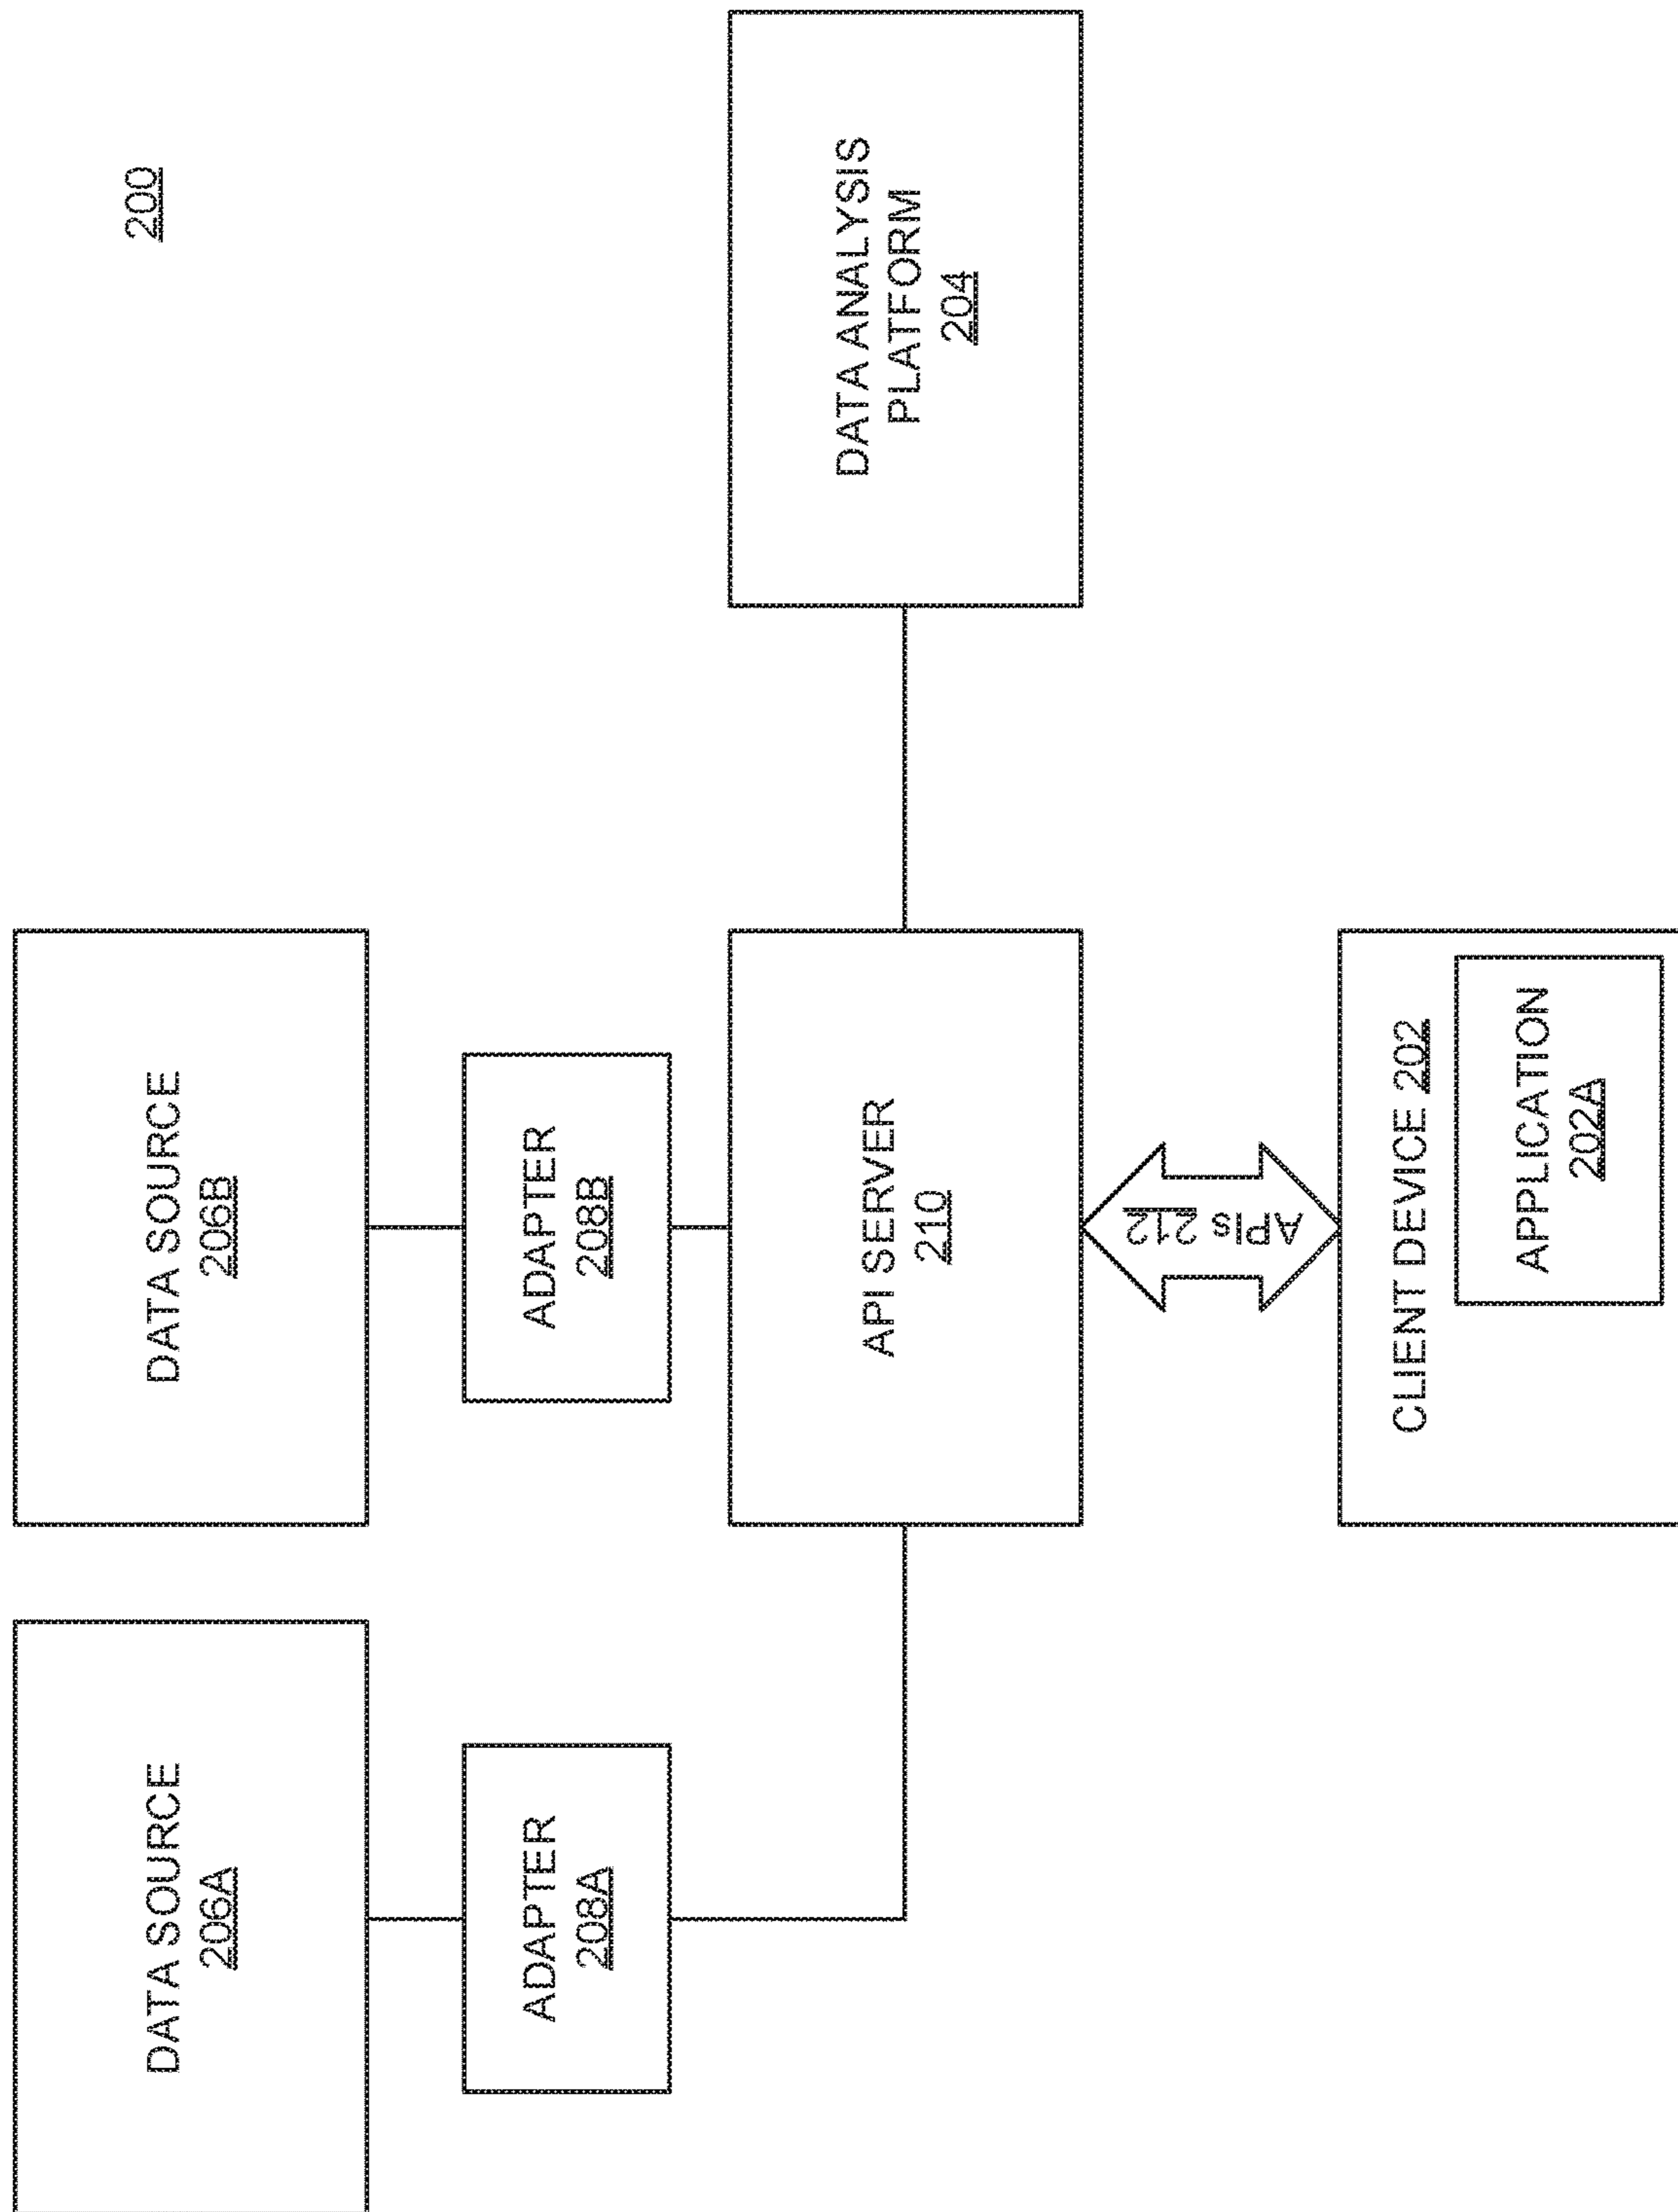 200
DATA SOURCE
206A
DATA SOURCE
206B
ADAPTER
208A
ADAPTER
208B
API SERVER
210
DATA ANALYSIS
PLATFORM
204
APIs 212
CLIENT DEVICE 202
APPLICATION
202A